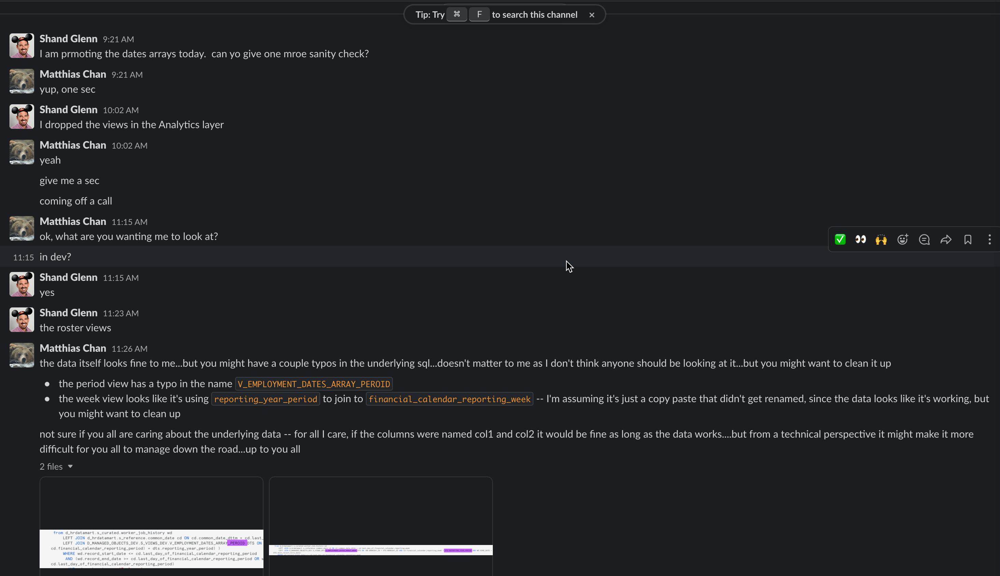 Tip: Try ⌘ F to search this channel ×
Shand Glenn 9:21 AM
I am prmoting the dates arrays today.  can yo give one mroe sanity check?
Matthias Chan 9:21 AM
yup, one sec
Shand Glenn 10:02 AM
I dropped the views in the Analytics layer
Matthias Chan 10:02 AM
yeah
give me a sec
coming off a call
Matthias Chan 11:15 AM
ok, what are you wanting me to look at?
11:15 in dev?
Shand Glenn 11:15 AM
yes
Shand Glenn 11:23 AM
the roster views
Matthias Chan 11:26 AM
the data itself looks fine to me...but you might have a couple typos in the underlying sql...doesn't matter to me as I don't think anyone should be looking at it...but you might want to clean it up
● the period view has a typo in the name V_EMPLOYMENT_DATES_ARRAY_PEROID
● the week view looks like it's using reporting_year_period to join to financial_calendar_reporting_week -- I'm assuming it's just a copy paste that didn't get renamed, since the data looks like it's working, but
you might want to clean up
not sure if you all are caring about the underlying data -- for all I care, if the columns were named col1 and col2 it would be fine as long as the data works....but from a technical perspective it might make it more
difficult for you all to manage down the road...up to you all
2 files
from d_hrdatamart.s_curated.worker_job_history wd
LEFT JOIN d_hrdatamart.s_reference.common_date cd ON cd.common_date_dttm = cd.last_
LEFT JOIN D_MANAGED_OBJECTS_DEV.S_VIEWS_DEV.V_EMPLOYMENT_DATES_ARRAY_PEROID DTS ON
cd.financial_calendar_reporting_period) = dts.reporting_year_period) )
WHERE wd.record_start_date <= cd.last_day_of_financial_calendar_reporting_period
AND (wd.record_end_date >= cd.last_day_of_financial_calendar_reporting_period OR
cd.last_day_of_financial_calendar_reporting_period)